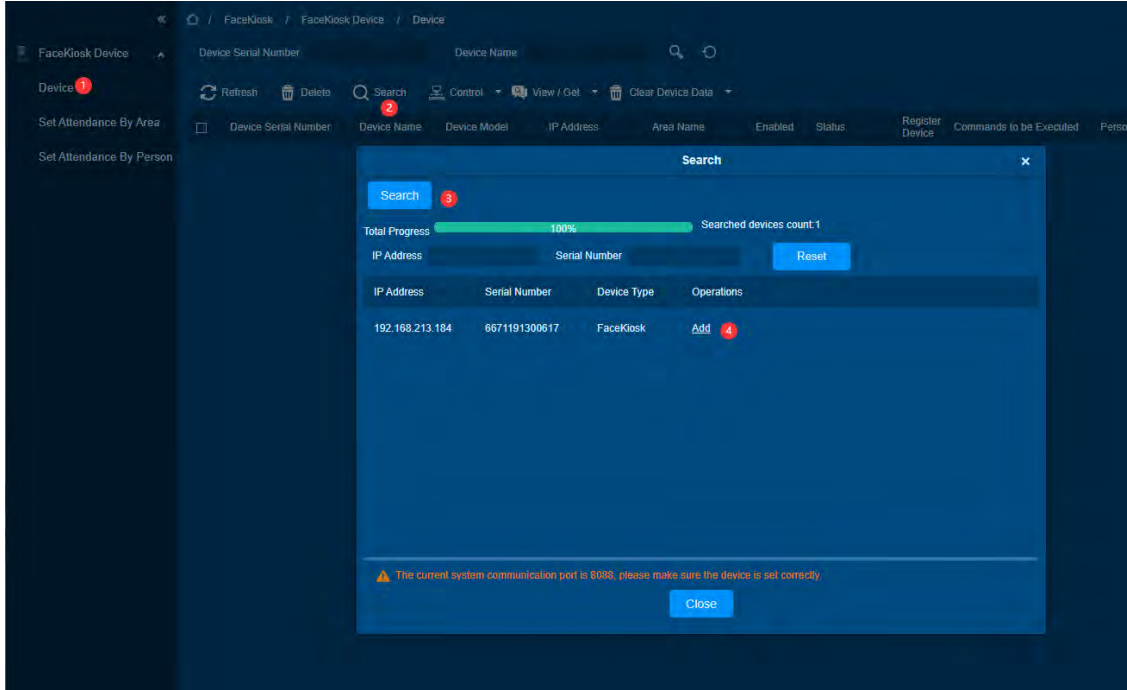 « / FaceKiosk / FaceKiosk Device / Device
FaceKiosk Device
Device Serial Number Device Name
Device 1
Refresh Delete Search Control View / Get Clear Device Data
2
Set Attendance By Area
Device Serial Number Device Name Device Model IP Address Area Name Enabled Status Register Device Commands to be Executed Perso
Set Attendance By Person
Search ×
Search 3
Total Progress 100% Searched devices count:1
IP Address Serial Number Reset
IP Address Serial Number Device Type Operations
192.168.213.184 6671191300617 FaceKiosk Add 4
The current system communication port is 8088, please make sure the device is set correctly.
Close